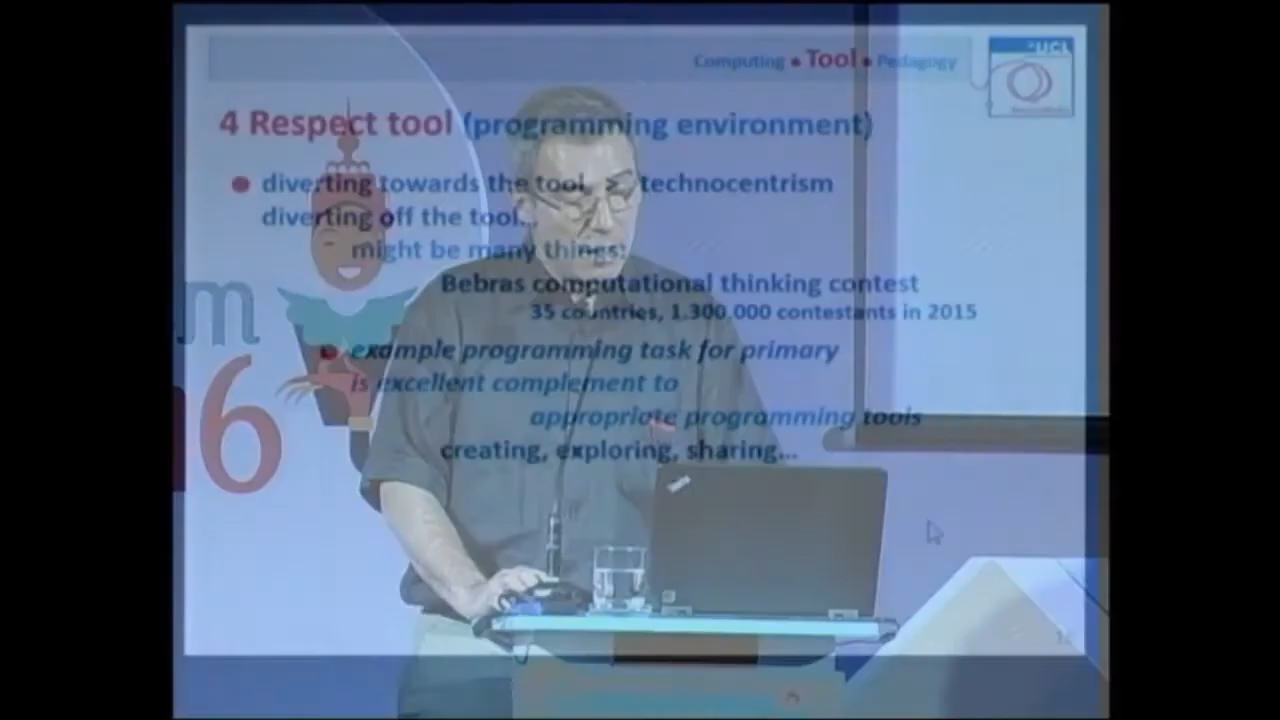 Computing • Tool • Pedagogy
UCL
4 Respect tool (programming environment)
• diverting towards the tool > technocentrism
diverting off the tool...
might be many things:
Bebras computational thinking contest
35 countries, 1.300.000 contestants in 2015
• example programming task for primary
is excellent complement to
appropriate programming tools
creating, exploring, sharing...
m
16